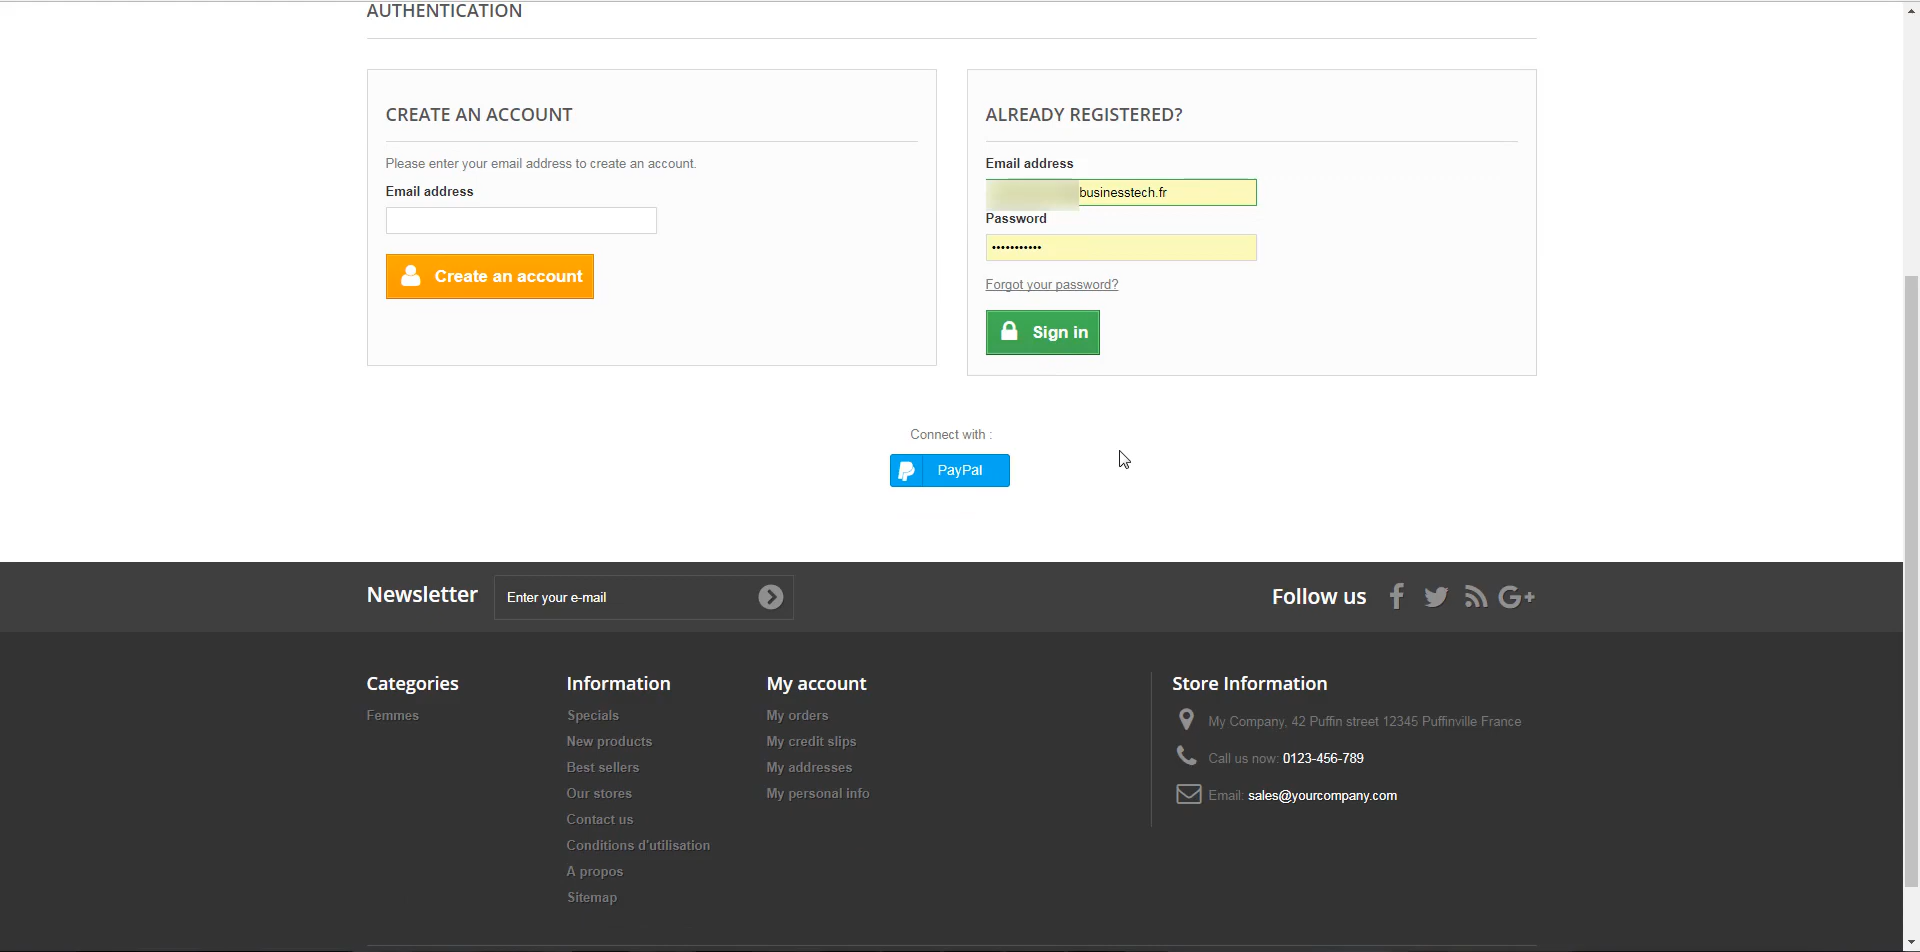 AUTHENTICATION
CREATE AN ACCOUNT
Please enter your email address to create an account.
Email address
Create an account
ALREADY REGISTERED?
Email address
businesstech.fr
Password
•••••••••••
Forgot your password?
Sign in
Connect with :
PayPal
Newsletter
Enter your e-mail
Follow us
Categories
Femmes
Information
Specials
New products
Best sellers
Our stores
Contact us
Conditions d'utilisation
A propos
Sitemap
My account
My orders
My credit slips
My addresses
My personal info
Store Information
My Company, 42 Puffin street 12345 Puffinville France
Call us now: 0123-456-789
Email: sales@yourcompany.com